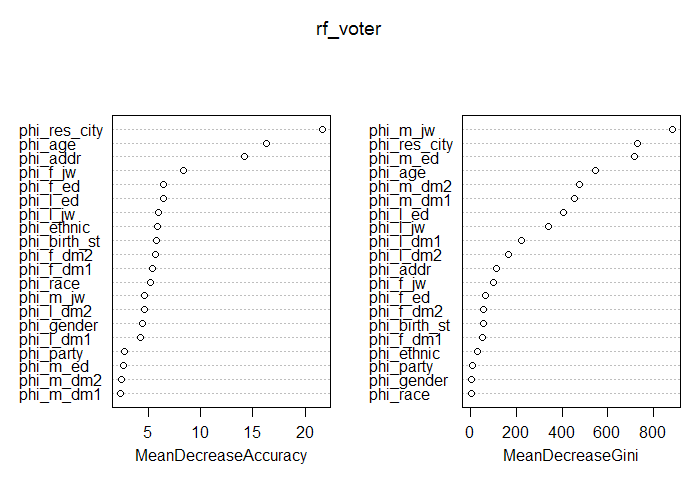 rf_voter
phi_res_city
phi_age
phi_addr
phi_f_jw
phi_f_ed
phi_l_ed
phi_l_jw
phi_ethnic
phi_birth_st
phi_f_dm2
phi_f_dm1
phi_race
phi_m_jw
phi_l_dm2
phi_gender
phi_l_dm1
phi_party
phi_m_ed
phi_m_dm2
phi_m_dm1
5 10 15 20
MeanDecreaseAccuracy
phi_m_jw
phi_res_city
phi_m_ed
phi_age
phi_m_dm2
phi_m_dm1
phi_l_ed
phi_l_jw
phi_l_dm1
phi_l_dm2
phi_addr
phi_f_jw
phi_f_ed
phi_f_dm2
phi_birth_st
phi_f_dm1
phi_ethnic
phi_party
phi_gender
phi_race
0 200 400 600 800
MeanDecreaseGini